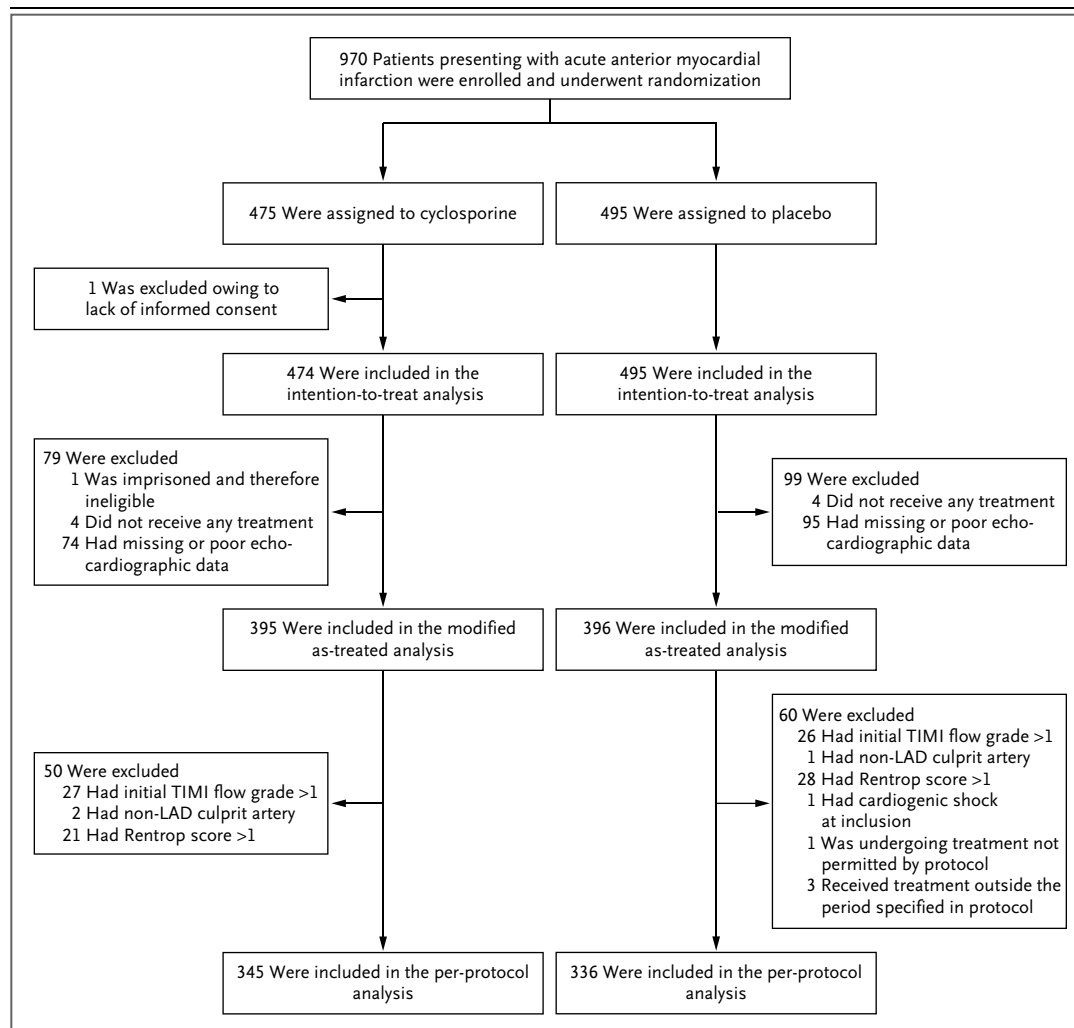 970 Patients presenting with acute anterior myocardial
infarction were enrolled and underwent randomization
475 Were assigned to cyclosporine
495 Were assigned to placebo
1 Was excluded owing to
lack of informed consent
474 Were included in the
intention-to-treat analysis
495 Were included in the
intention-to-treat analysis
79 Were excluded
1 Was imprisoned and therefore
ineligible
4 Did not receive any treatment
74 Had missing or poor echo-
cardiographic data
99 Were excluded
4 Did not receive any treatment
95 Had missing or poor echo-
cardiographic data
395 Were included in the modified
as-treated analysis
396 Were included in the modified
as-treated analysis
50 Were excluded
27 Had initial TIMI flow grade >1
2 Had non-LAD culprit artery
21 Had Rentrop score >1
60 Were excluded
26 Had initial TIMI flow grade >1
1 Had non-LAD culprit artery
28 Had Rentrop score >1
1 Had cardiogenic shock
at inclusion
1 Was undergoing treatment not
permitted by protocol
3 Received treatment outside the
period specified in protocol
345 Were included in the per-protocol
analysis
336 Were included in the per-protocol
analysis